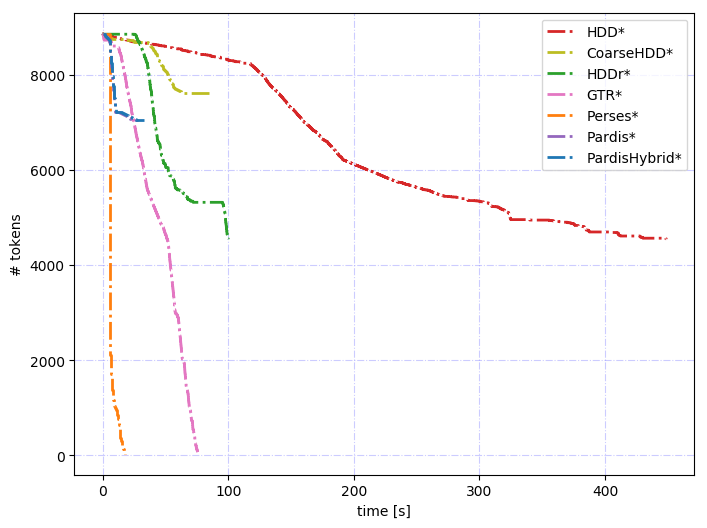 HDD*
CoarseHDD*
HDDr*
GTR*
Perses*
Pardis*
PardisHybrid*
8000
6000
4000
2000
0
# tokens
0 100 200 300 400
time [s]